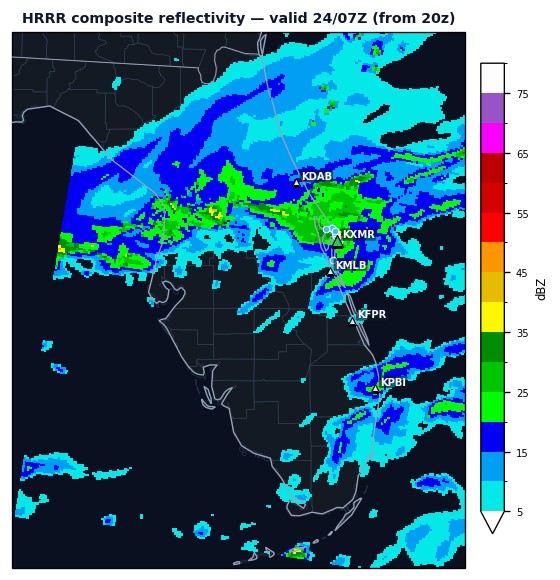 HRRR composite reflectivity — valid 24/07Z (from 20z)
KDAB
KXMR
KMLB
KFPR
KPBI
75
65
55
45
35
25
15
5
dBZ